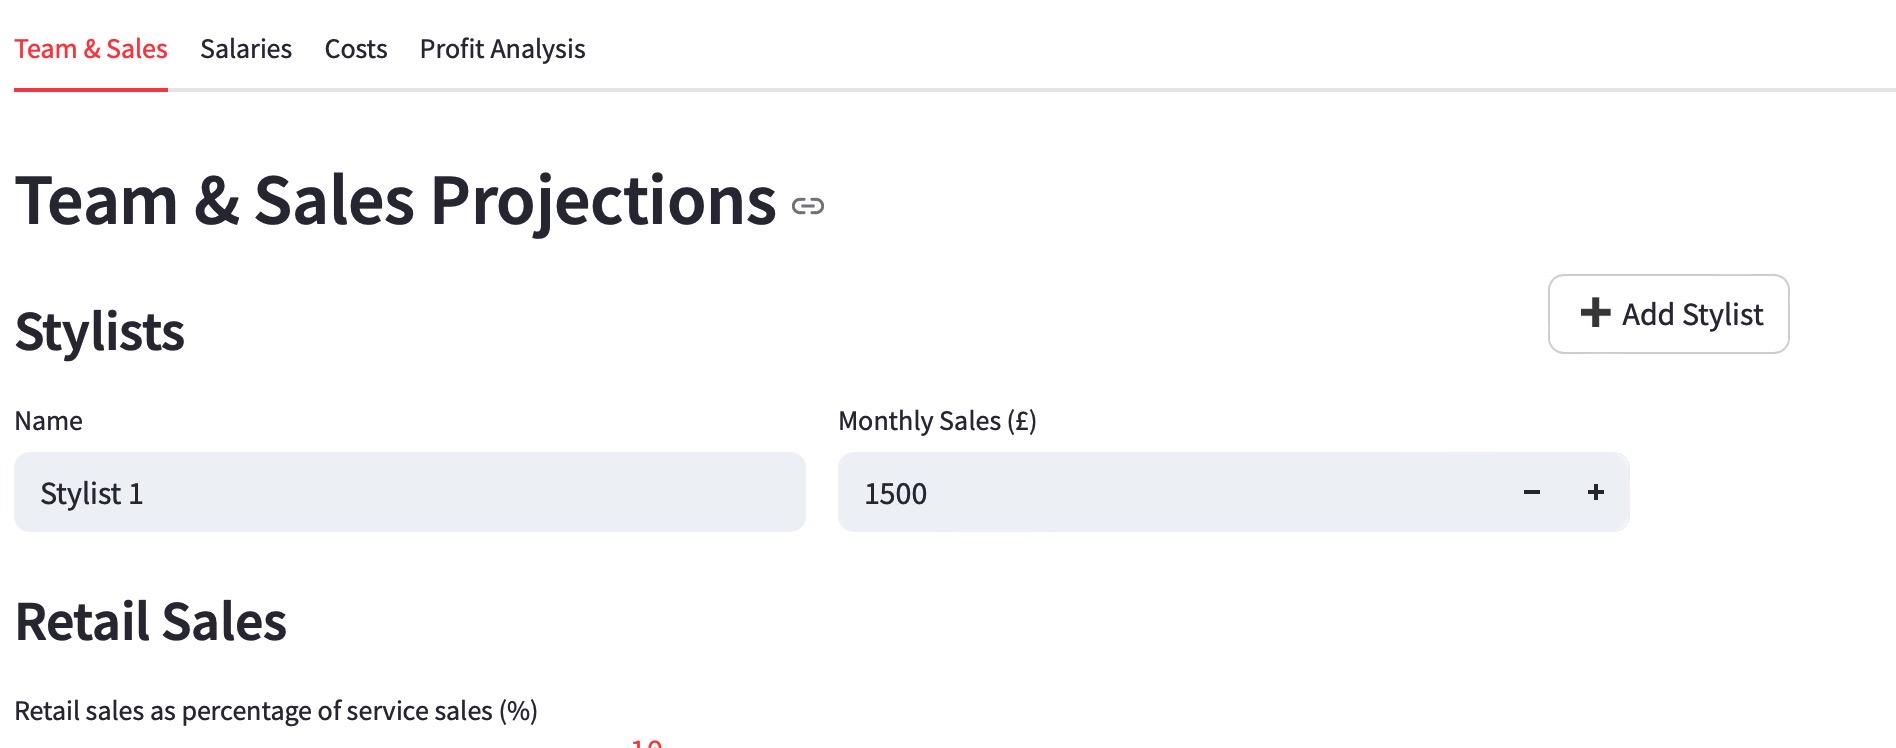 Team & Sales Salaries Costs Profit Analysis
Team & Sales Projections
Stylists
+ Add Stylist
Name
Monthly Sales (£)
Stylist 1
1500
− +
Retail Sales
Retail sales as percentage of service sales (%)
10